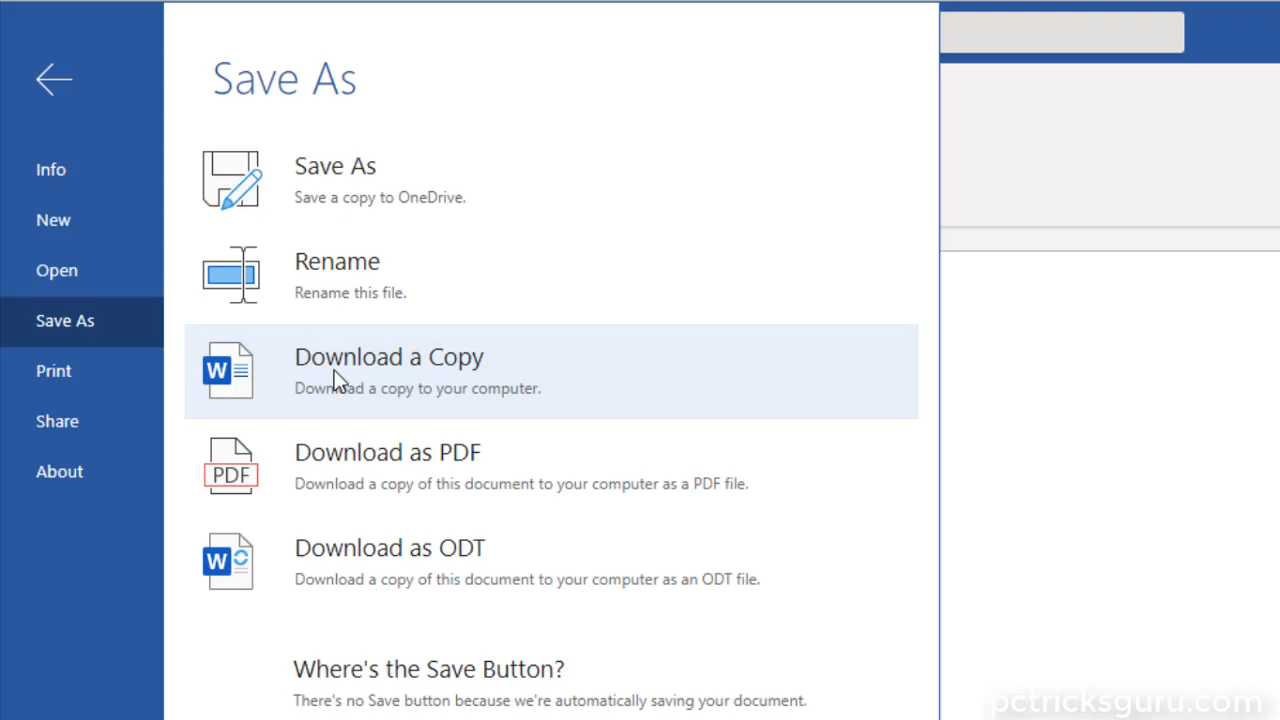 Save As
Info
New
Open
Save As
Print
Share
About
Save As
Save a copy to OneDrive.
Rename
Rename this file.
W
Download a Copy
Download a copy to your computer.
PDF
Download as PDF
Download a copy of this document to your computer as a PDF file.
W
Download as ODT
Download a copy of this document to your computer as an ODT file.
Where's the Save Button?
There's no Save button because we're automatically saving your document.
pctricksguru.com